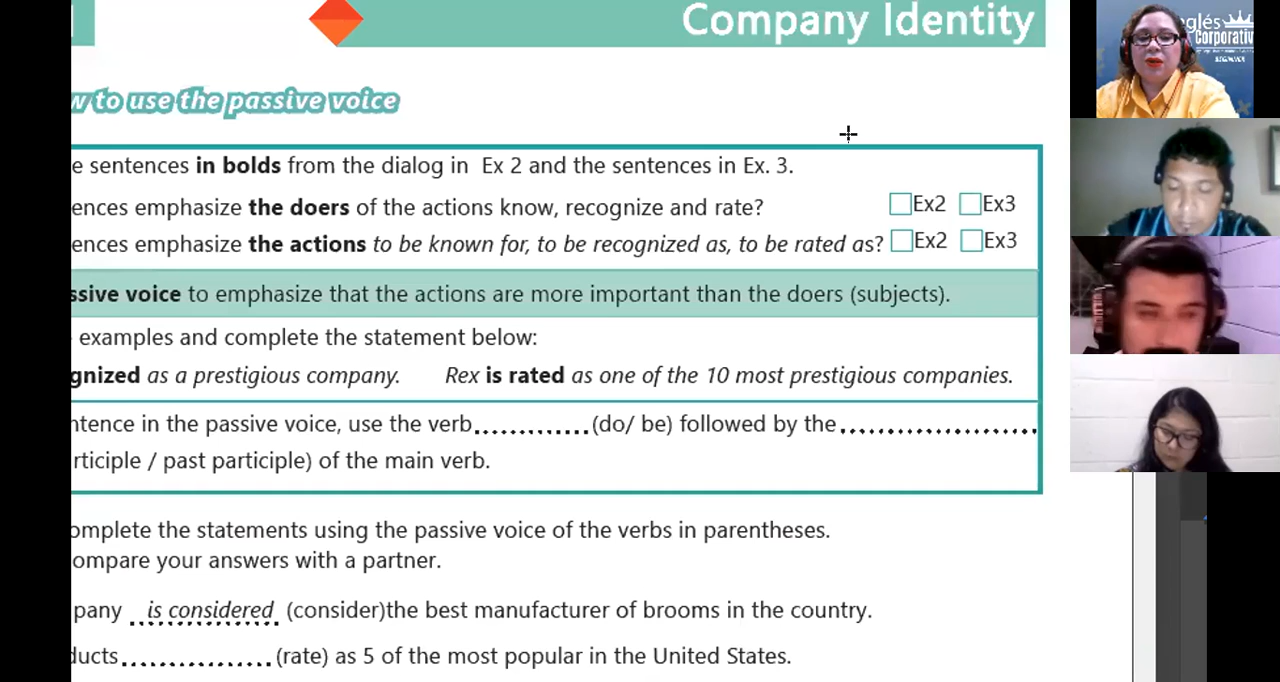 Company Identity
to use the passive voice
sentences in bolds from the dialog in Ex 2 and the sentences in Ex. 3.
ences emphasize the doers of the actions know, recognize and rate? Ex2 Ex3
ences emphasize the actions to be known for, to be recognized as, to be rated as? Ex2 Ex3
ssive voice to emphasize that the actions are more important than the doers (subjects).
examples and complete the statement below:
gnized as a prestigious company. Rex is rated as one of the 10 most prestigious companies.
ntence in the passive voice, use the verb............(do/ be) followed by the.....................
rticiple / past participle) of the main verb.
omplete the statements using the passive voice of the verbs in parentheses.
ompare your answers with a partner.
pany is considered (consider)the best manufacturer of brooms in the country.
ducts................(rate) as 5 of the most popular in the United States.
glés
Corporativ
BEGINNER